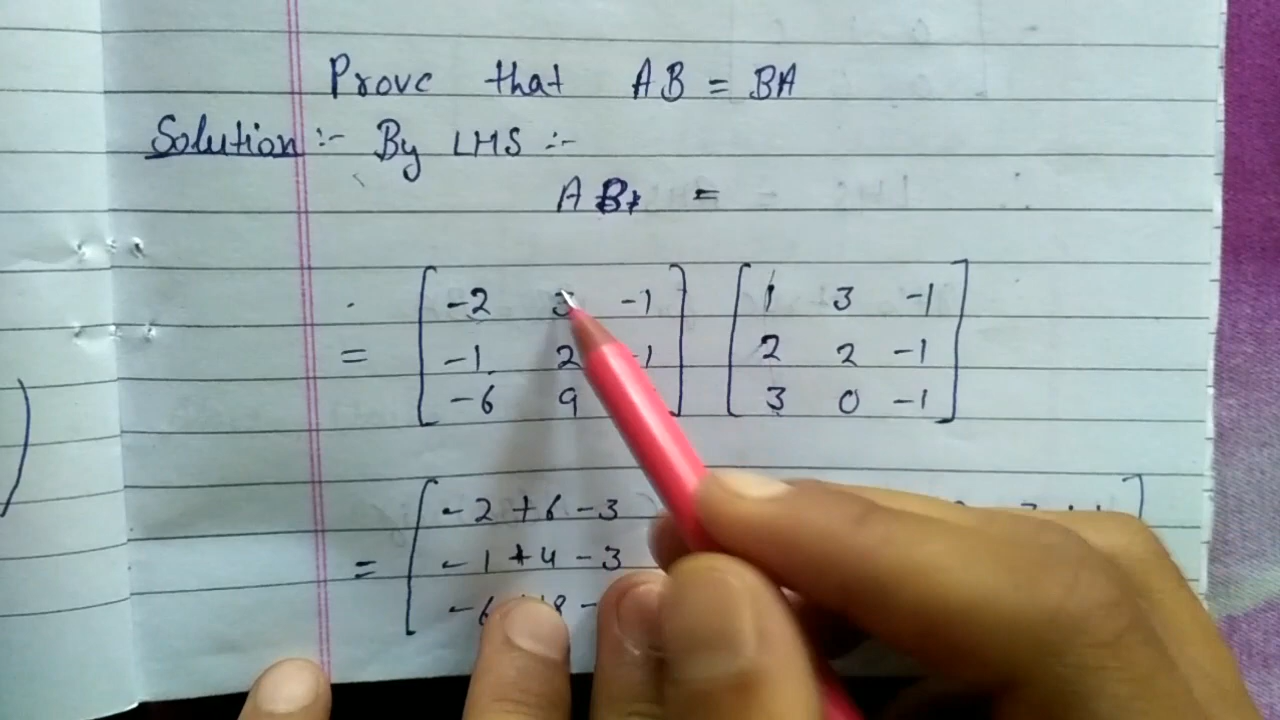 Prove that AB = BA
Solution :- By LHS :-
AB =
= [ -2 3 -1 ] [ 1 3 -1 ]
-1 2 -1 2 2 -1
-6 9 3 0 -1
= [ -2 + 6 - 3
-1 + 4 - 3